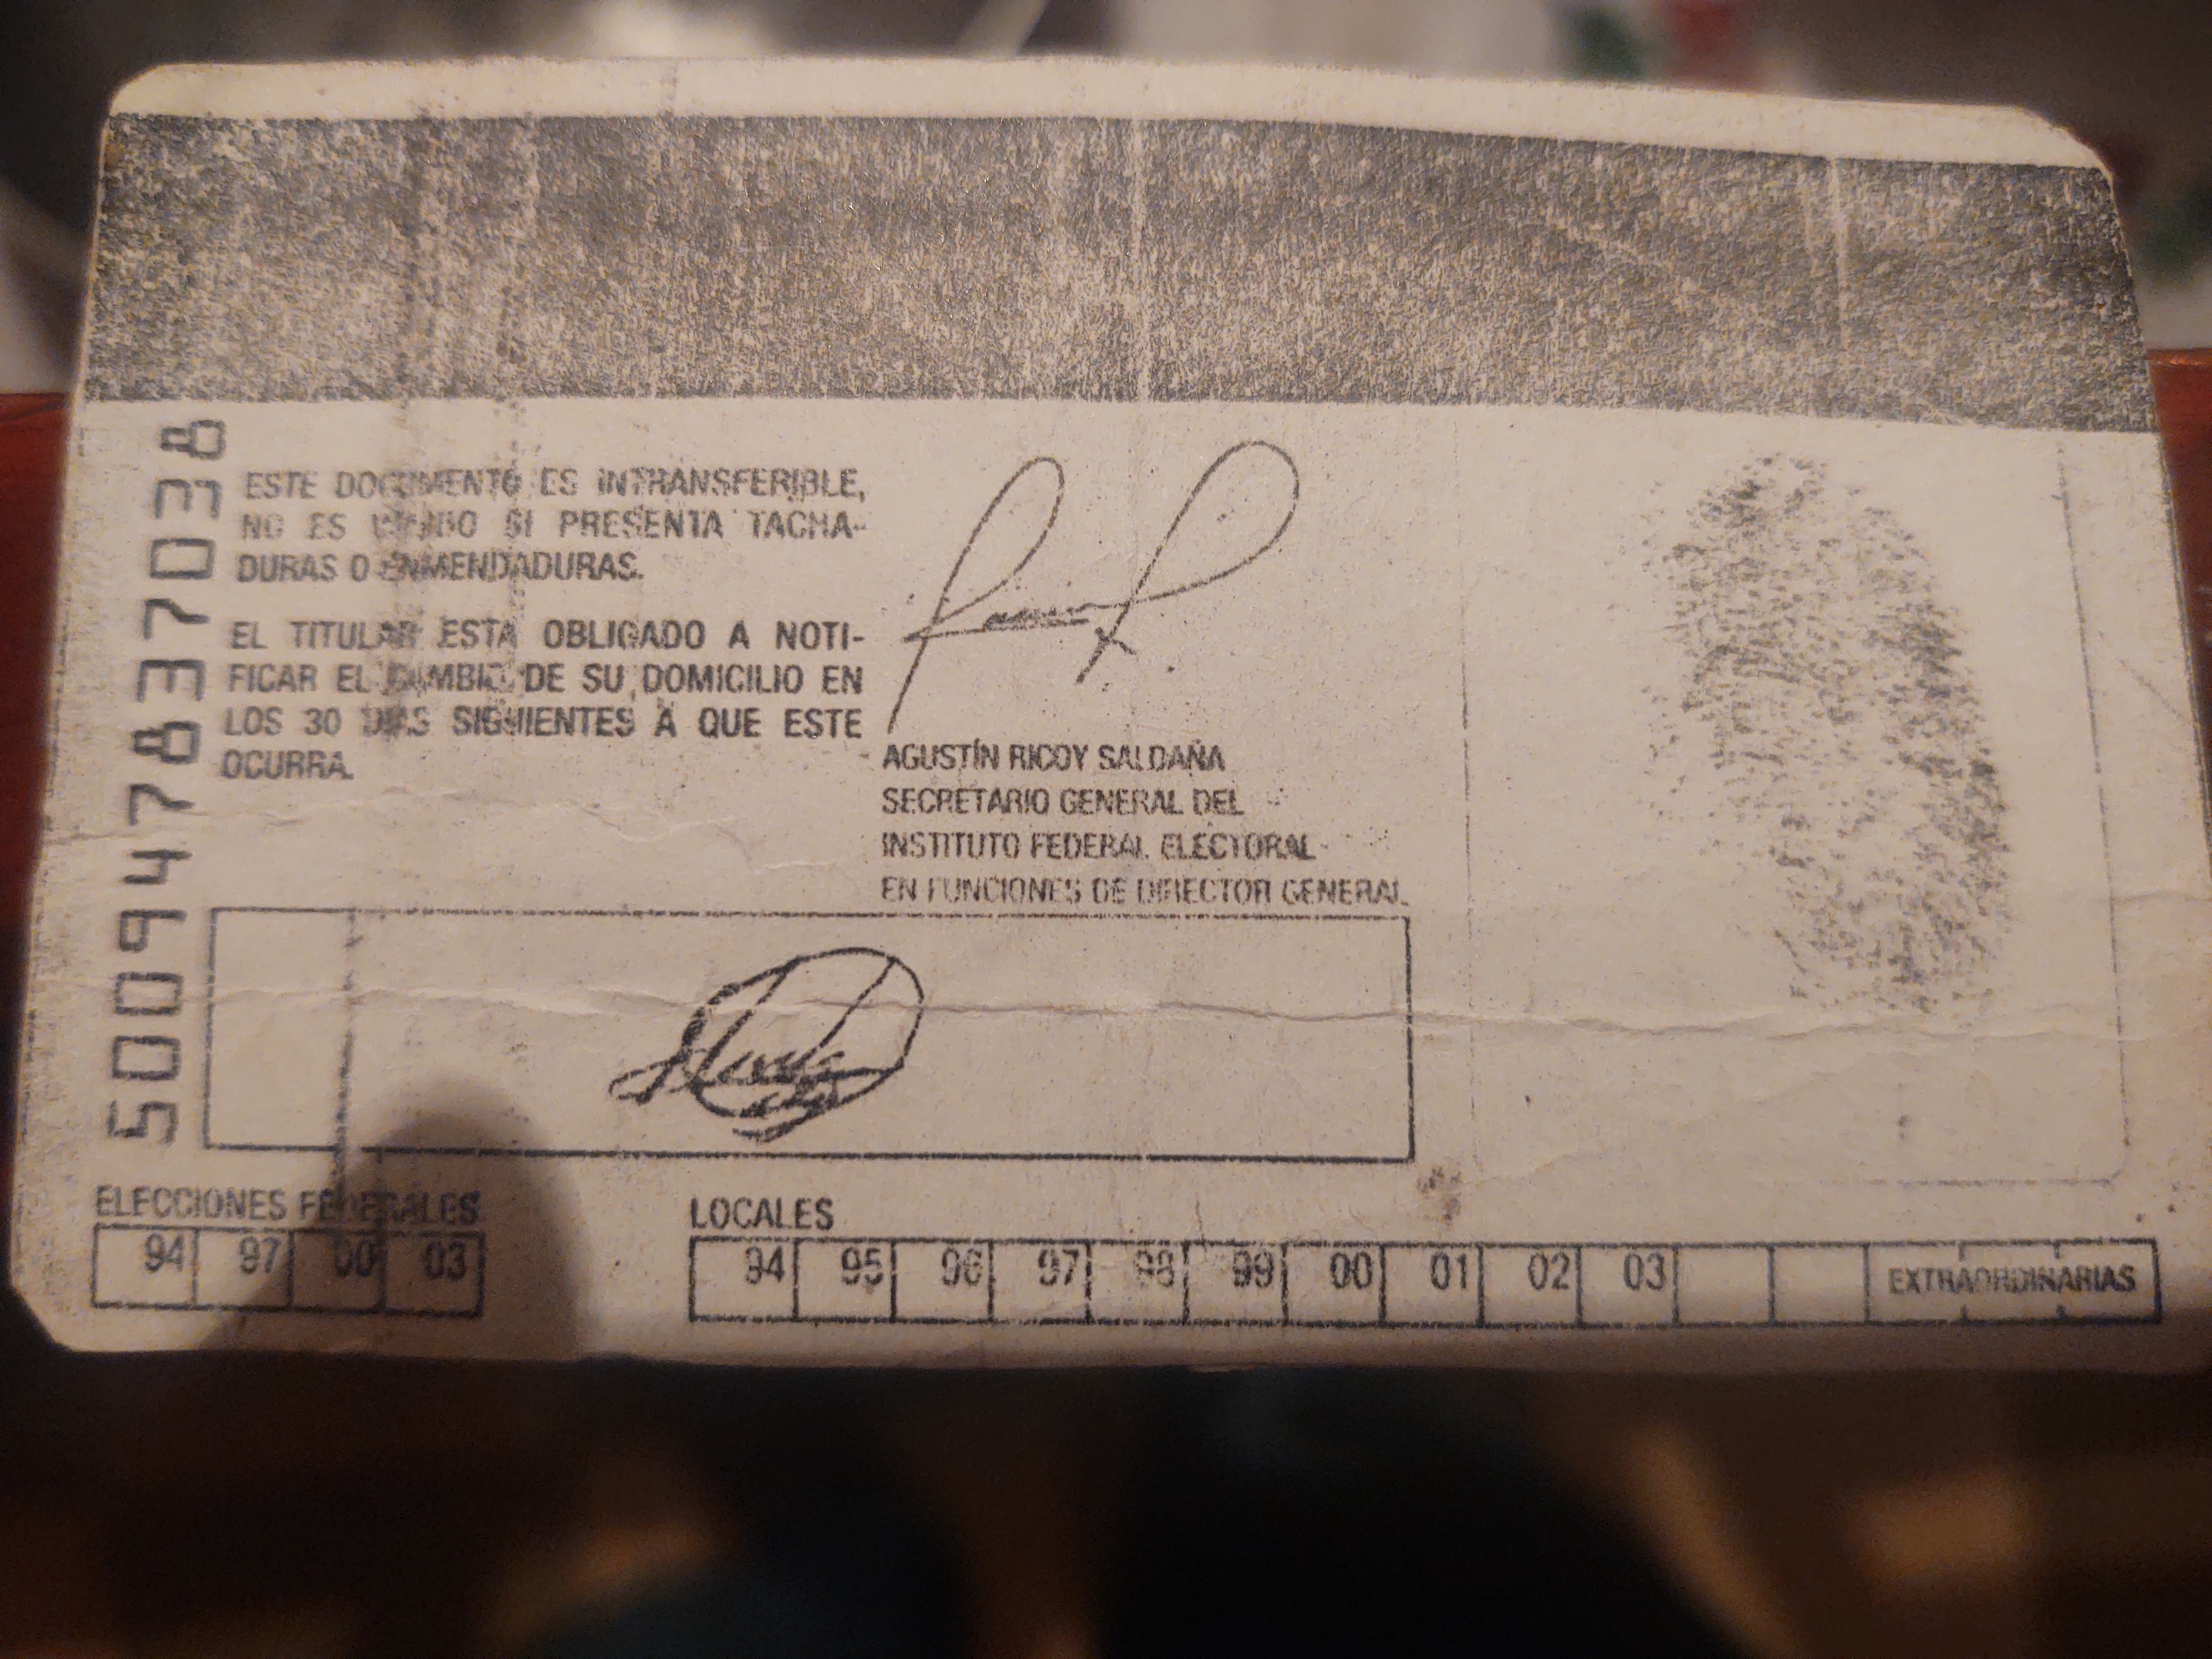 5009478370038
ESTE DOCUMENTO ES INTRANSFERIBLE,
NO ES VALIDO SI PRESENTA TACHA-
DURAS O ENMENDADURAS.
EL TITULAR ESTA OBLIGADO A NOTI-
FICAR EL CAMBIO DE SU DOMICILIO EN
LOS 30 DIAS SIGUIENTES A QUE ESTE
OCURRA.
AGUSTÍN RICOY SALDAÑA
SECRETARIO GENERAL DEL
INSTITUTO FEDERAL ELECTORAL
EN FUNCIONES DE DIRECTOR GENERAL
ELECCIONES FEDERALES
94 97 00 03
LOCALES
94 95 96 97 98 99 00 01 02 03 EXTRAORDINARIAS